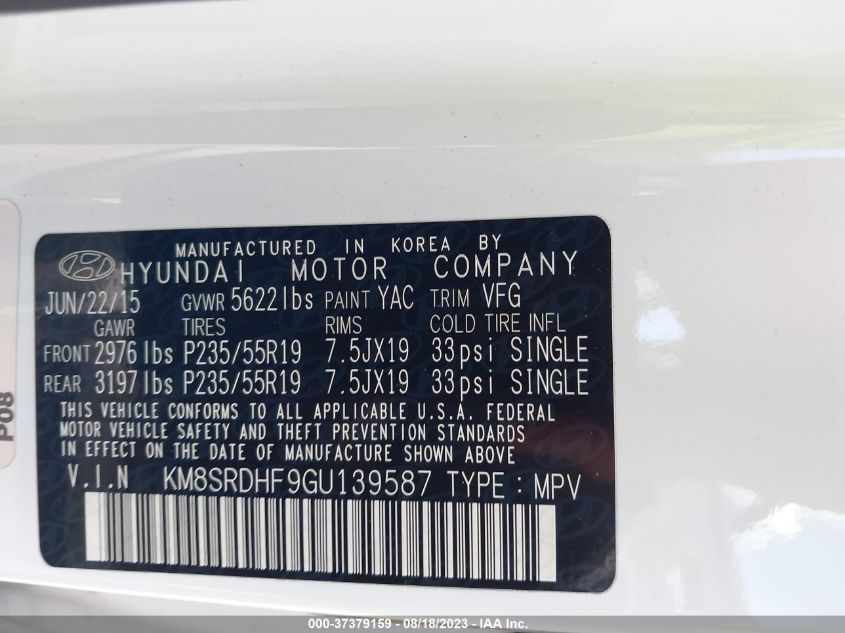 MANUFACTURED IN KOREA BY
HYUNDAI MOTOR COMPANY
JUN/22/15 GVWR 5622lbs PAINT YAC TRIM VFG
GAWR TIRES RIMS COLD TIRE INFL
FRONT 2976 lbs P235/55R19 7.5JX19 33psi SINGLE
REAR 3197 lbs P235/55R19 7.5JX19 33psi SINGLE
THIS VEHICLE CONFORMS TO ALL APPLICABLE U.S.A. FEDERAL
MOTOR VEHICLE SAFETY AND THEFT PREVENTION STANDARDS
IN EFFECT ON THE DATE OF MANUFACTURE SHOWN ABOVE
V.I.N KM8SRDHF9GU139587 TYPE : MPV
P08
000-37379159 - 08/18/2023 - IAA Inc.